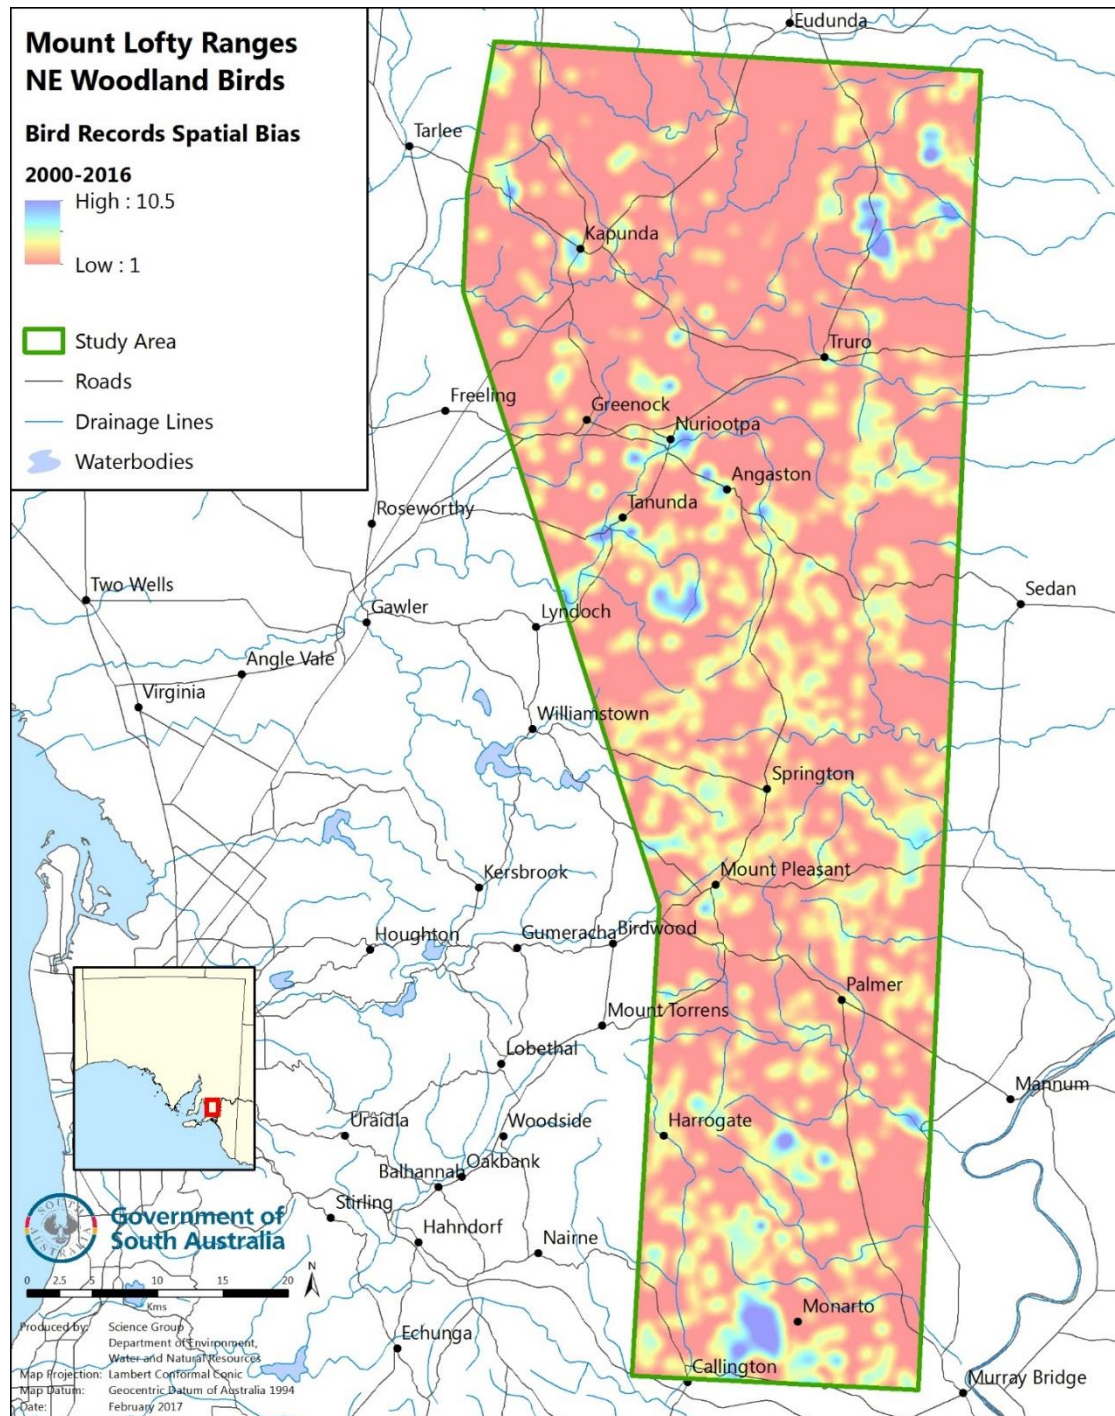 Mount Lofty Ranges
NE Woodland Birds
Bird Records Spatial Bias
2000-2016
High : 10.5
Low : 1
Study Area
Roads
Drainage Lines
Waterbodies
Eudunda
Tarlee
Kapunda
Truro
Freeling
Greenock
Nuriootpa
Angaston
Tanunda
Roseworthy
Two Wells
Gawler
Lyndoch
Sedan
Angle Vale
Virginia
Williamstown
Springton
Kersbrook
Mount Pleasant
Houghton
Gumeracha
Birdwood
Palmer
Mount Torrens
Lobethal
Mannum
Uraidla
Woodside
Harrogate
Balhannah
Oakbank
Stirling
Hahndorf
Nairne
Monarto
Echunga
Callington
Murray Bridge
SOUTH AUSTRALIA
Government of
South Australia
0 2.5 5 10 15 20
Kms
N
Produced by: Science Group
Department of Environment,
Water and Natural Resources
Map Projection: Lambert Conformal Conic
Map Datum: Geocentric Datum of Australia 1994
Date: February 2017